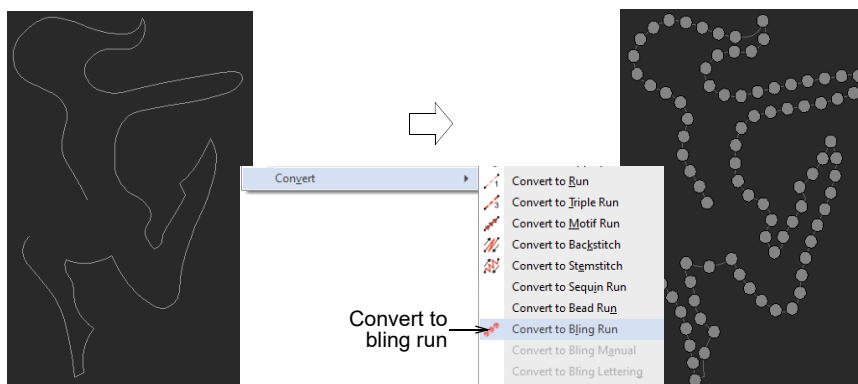 Convert
Convert to Run
Convert to Triple Run
Convert to Motif Run
Convert to Backstitch
Convert to Stemstitch
Convert to Sequin Run
Convert to Bead Run
Convert to Bling Run
Convert to Bling Manual
Convert to Bling Lettering
Convert to
bling run